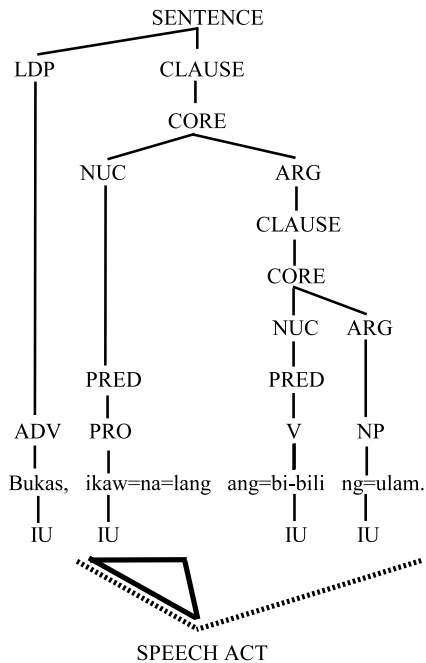 SENTENCE
LDP CLAUSE
CORE
NUC ARG
CLAUSE
CORE
NUC ARG
PRED PRED
ADV PRO V NP
Bukas, ikaw=na=lang ang=bi-bili ng=ulam.
IU IU IU IU
SPEECH ACT